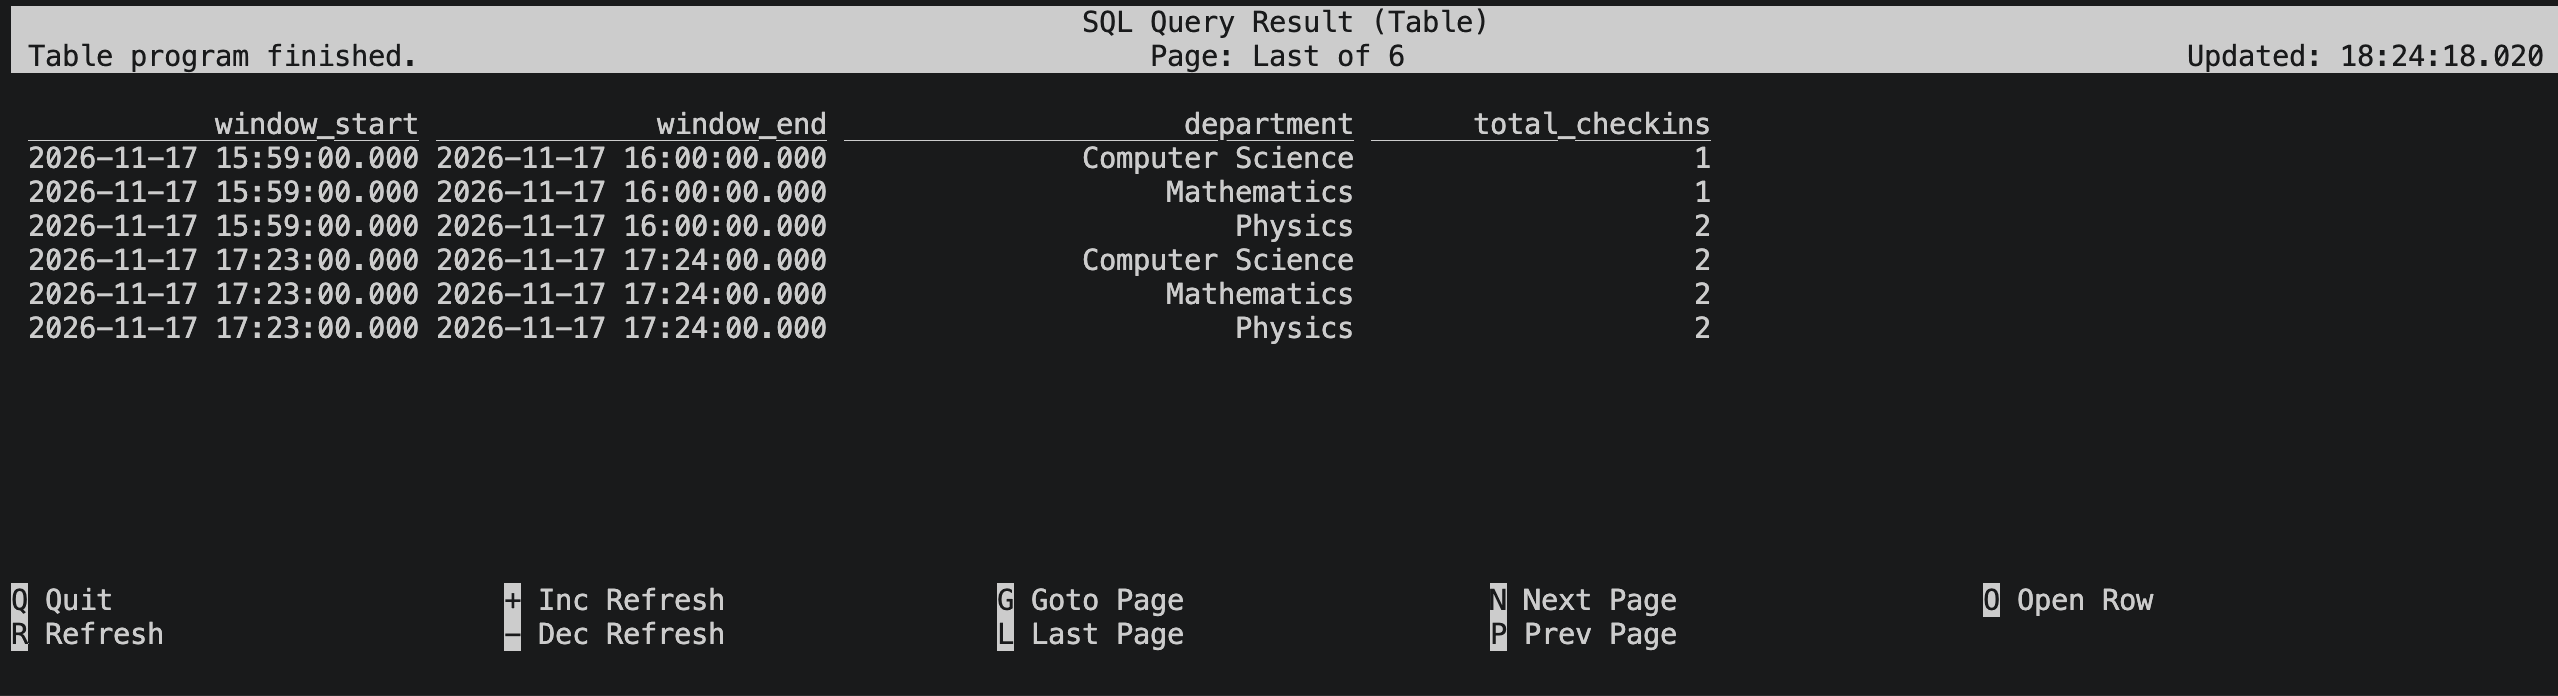 SQL Query Result (Table)
Table program finished. Page: Last of 6 Updated: 18:24:18.020
window_start window_end department total_checkins
2026-11-17 15:59:00.000 2026-11-17 16:00:00.000 Computer Science 1
2026-11-17 15:59:00.000 2026-11-17 16:00:00.000 Mathematics 1
2026-11-17 15:59:00.000 2026-11-17 16:00:00.000 Physics 2
2026-11-17 17:23:00.000 2026-11-17 17:24:00.000 Computer Science 2
2026-11-17 17:23:00.000 2026-11-17 17:24:00.000 Mathematics 2
2026-11-17 17:23:00.000 2026-11-17 17:24:00.000 Physics 2
Q Quit + Inc Refresh G Goto Page N Next Page O Open Row
R Refresh - Dec Refresh L Last Page P Prev Page